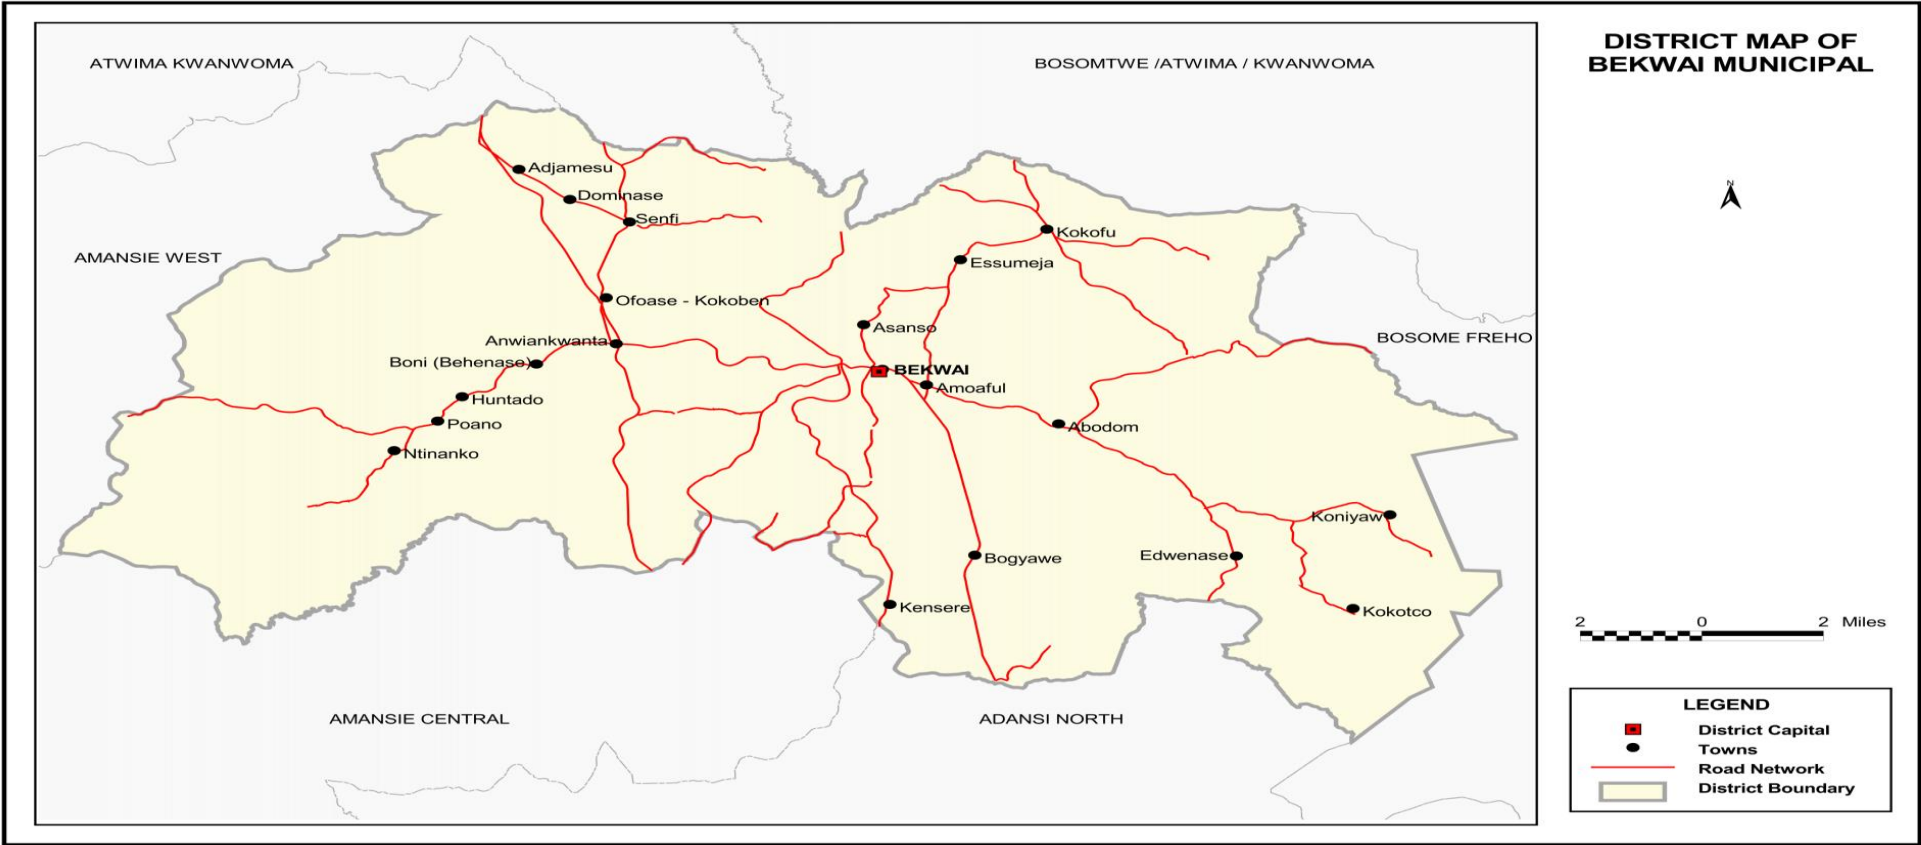 DISTRICT MAP OF
BEKWAI MUNICIPAL
ATWIMA KWANWOMA
BOSOMTWE /ATWIMA / KWANWOMA
Adjamesu
Dominase
Senfi
Kokofu
AMANSIE WEST
Essumeja
Ofoase - Kokoben
Asanso
Anwiankwanta
BOSOME FREHO
Boni (Behenase)
BEKWAI
Amoaful
Huntado
Poano
Abodom
Ntinanko
Koniyaw
Edwenase
Bogyawe
Kensere
Kokotco
AMANSIE CENTRAL
ADANSI NORTH
N
2 0 2 Miles
LEGEND
District Capital
Towns
Road Network
District Boundary